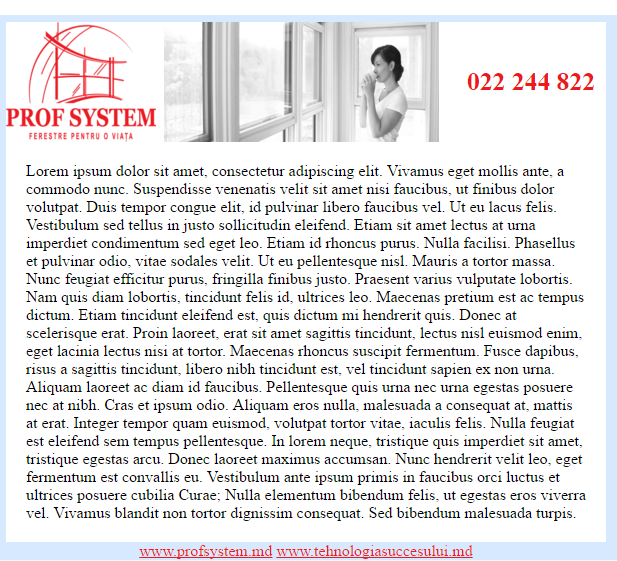 PROF SYSTEM
FERESTRE PENTRU O VIAȚA
022 244 822
Lorem ipsum dolor sit amet, consectetur adipiscing elit. Vivamus eget mollis ante, a
commodo nunc. Suspendisse venenatis velit sit amet nisi faucibus, ut finibus dolor
volutpat. Duis tempor congue elit, id pulvinar libero faucibus vel. Ut eu lacus felis.
Vestibulum sed tellus in justo sollicitudin eleifend. Etiam sit amet lectus at urna
imperdiet condimentum sed eget leo. Etiam id rhoncus purus. Nulla facilisi. Phasellus
et pulvinar odio, vitae sodales velit. Ut eu pellentesque nisl. Mauris a tortor massa.
Nunc feugiat efficitur purus, fringilla finibus justo. Praesent varius vulputate lobortis.
Nam quis diam lobortis, tincidunt felis id, ultrices leo. Maecenas pretium est ac tempus
dictum. Etiam tincidunt eleifend est, quis dictum mi hendrerit quis. Donec at
scelerisque erat. Proin laoreet, erat sit amet sagittis tincidunt, lectus nisl euismod enim,
eget lacinia lectus nisi at tortor. Maecenas rhoncus suscipit fermentum. Fusce dapibus,
risus a sagittis tincidunt, libero nibh tincidunt est, vel tincidunt sapien ex non urna.
Aliquam laoreet ac diam id faucibus. Pellentesque quis urna nec urna egestas posuere
nec at nibh. Cras et ipsum odio. Aliquam eros nulla, malesuada a consequat at, mattis
at erat. Integer tempor quam euismod, volutpat tortor vitae, iaculis felis. Nulla feugiat
est eleifend sem tempus pellentesque. In lorem neque, tristique quis imperdiet sit amet,
tristique egestas arcu. Donec laoreet maximus accumsan. Nunc hendrerit velit leo, eget
fermentum est convallis eu. Vestibulum ante ipsum primis in faucibus orci luctus et
ultrices posuere cubilia Curae; Nulla elementum bibendum felis, ut egestas eros viverra
vel. Vivamus blandit non tortor dignissim consequat. Sed bibendum malesuada turpis.
www.profsystem.md www.tehnologiasuccesului.md